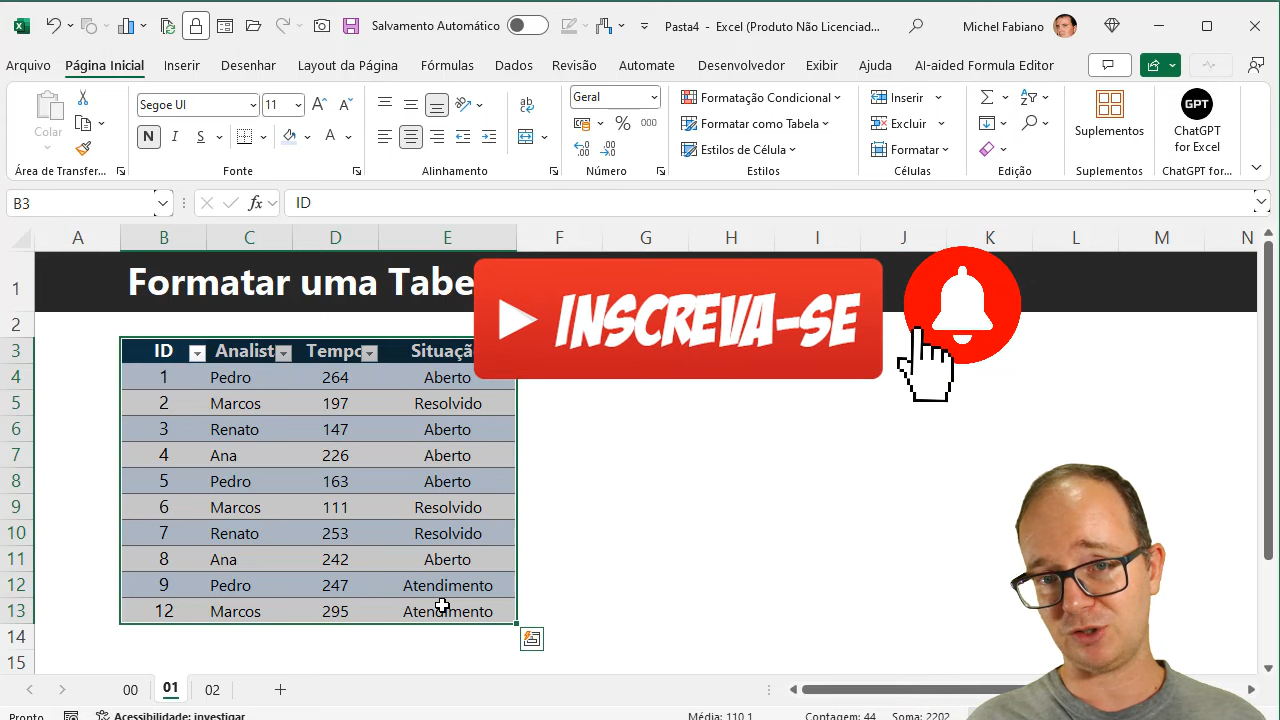 Salvamento Automático
Pasta4 - Excel (Produto Não Licenciad...
Michel Fabiano
Arquivo Página Inicial Inserir Desenhar Layout da Página Fórmulas Dados Revisão Automate Desenvolvedor Exibir Ajuda AI-aided Formula Editor
Colar
Segoe UI 11
N I S
Geral
% 000
Formatação Condicional
Formatar como Tabela
Estilos de Célula
Inserir
Excluir
Formatar
Suplementos
GPT
ChatGPT
for Excel
Área de Transfer... Fonte Alinhamento Número Estilos Células Edição Suplementos ChatGPT for...
B3 fx ID
A B C D E F G H I J K L M N
1 Formatar uma Tabe
INSCREVA-SE
2
3 ID Analist Tempo Situaçã
4 1 Pedro 264 Aberto
5 2 Marcos 197 Resolvido
6 3 Renato 147 Aberto
7 4 Ana 226 Aberto
8 5 Pedro 163 Aberto
9 6 Marcos 111 Resolvido
10 7 Renato 253 Resolvido
11 8 Ana 242 Aberto
12 9 Pedro 247 Atendimento
13 12 Marcos 295 Atendimento
14
15
00 01 02
Pronto Acessibilidade: investigar Média: 110,1 Contagem: 44 Soma: 2202